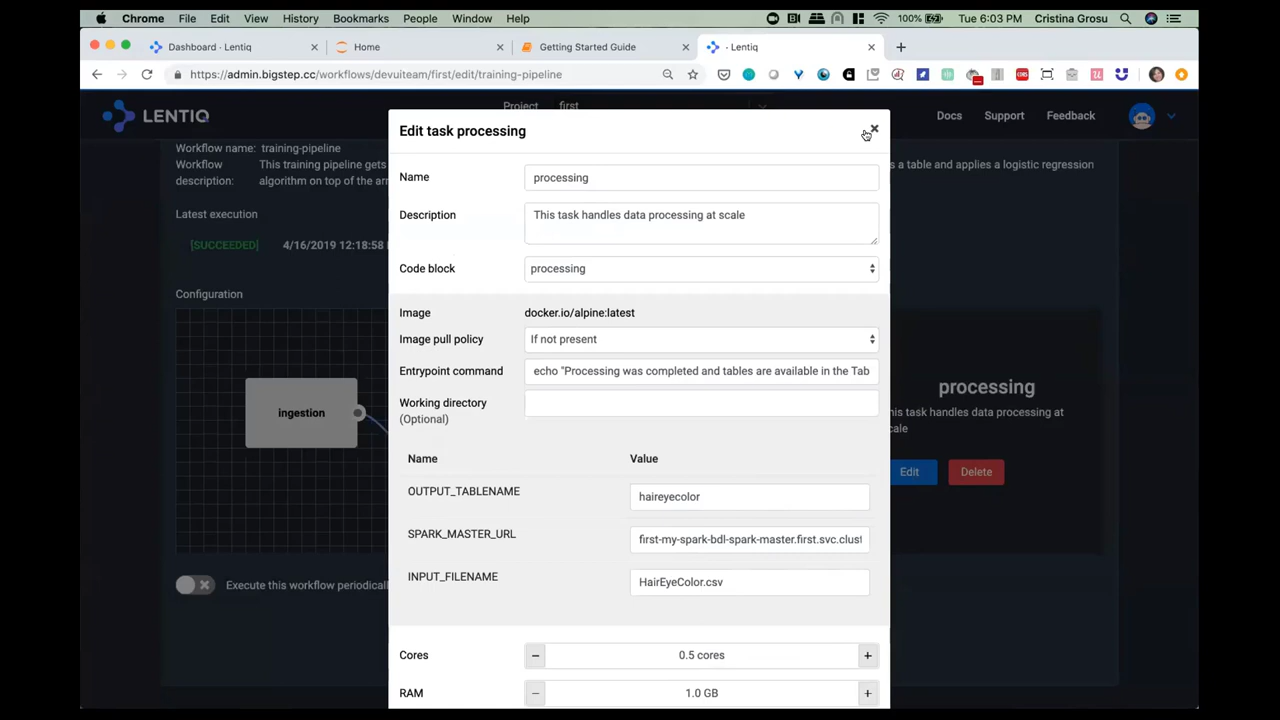 Chrome File Edit View History Bookmarks People Window Help 100% Tue 6:03 PM Cristina Grosu
Dashboard - Lentiq Home Getting Started Guide - Lentiq
https://admin.bigstep.cc/workflows/devuiteam/first/edit/training-pipeline
LENTIQ Project first Docs Support Feedback
Edit task processing
Workflow name: training-pipeline
Workflow This training pipeline gets a table and applies a logistic regression
description: algorithm on top of the
Latest execution
[SUCCEEDED] 4/16/2019 12:18:58
Configuration
ingestion
processing
his task handles data processing at
scale
Edit Delete
Execute this workflow periodically
Name processing
Description This task handles data processing at scale
Code block processing
Image docker.io/alpine:latest
Image pull policy If not present
Entrypoint command echo "Processing was completed and tables are available in the Tab
Working directory
(Optional)
Name Value
OUTPUT_TABLENAME haireyecolor
SPARK_MASTER_URL first-my-spark-bdl-spark-master.first.svc.clust
INPUT_FILENAME HairEyeColor.csv
Cores 0.5 cores
RAM 1.0 GB